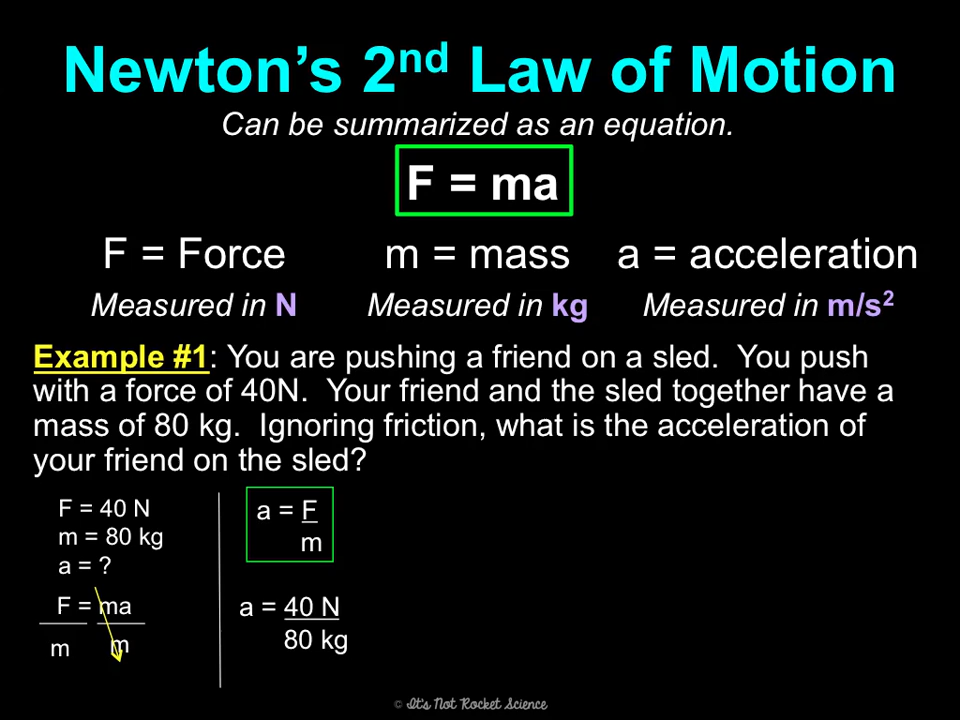 Newton's 2nd Law of Motion
Can be summarized as an equation.
F = ma
F = Force m = mass a = acceleration
Measured in N Measured in kg Measured in m/s²
Example #1: You are pushing a friend on a sled. You push
with a force of 40N. Your friend and the sled together have a
mass of 80 kg. Ignoring friction, what is the acceleration of
your friend on the sled?
F = 40 N
m = 80 kg
a = ?
F = ma
m m
a = F
m
a = 40 N
80 kg
© It's Not Rocket Science